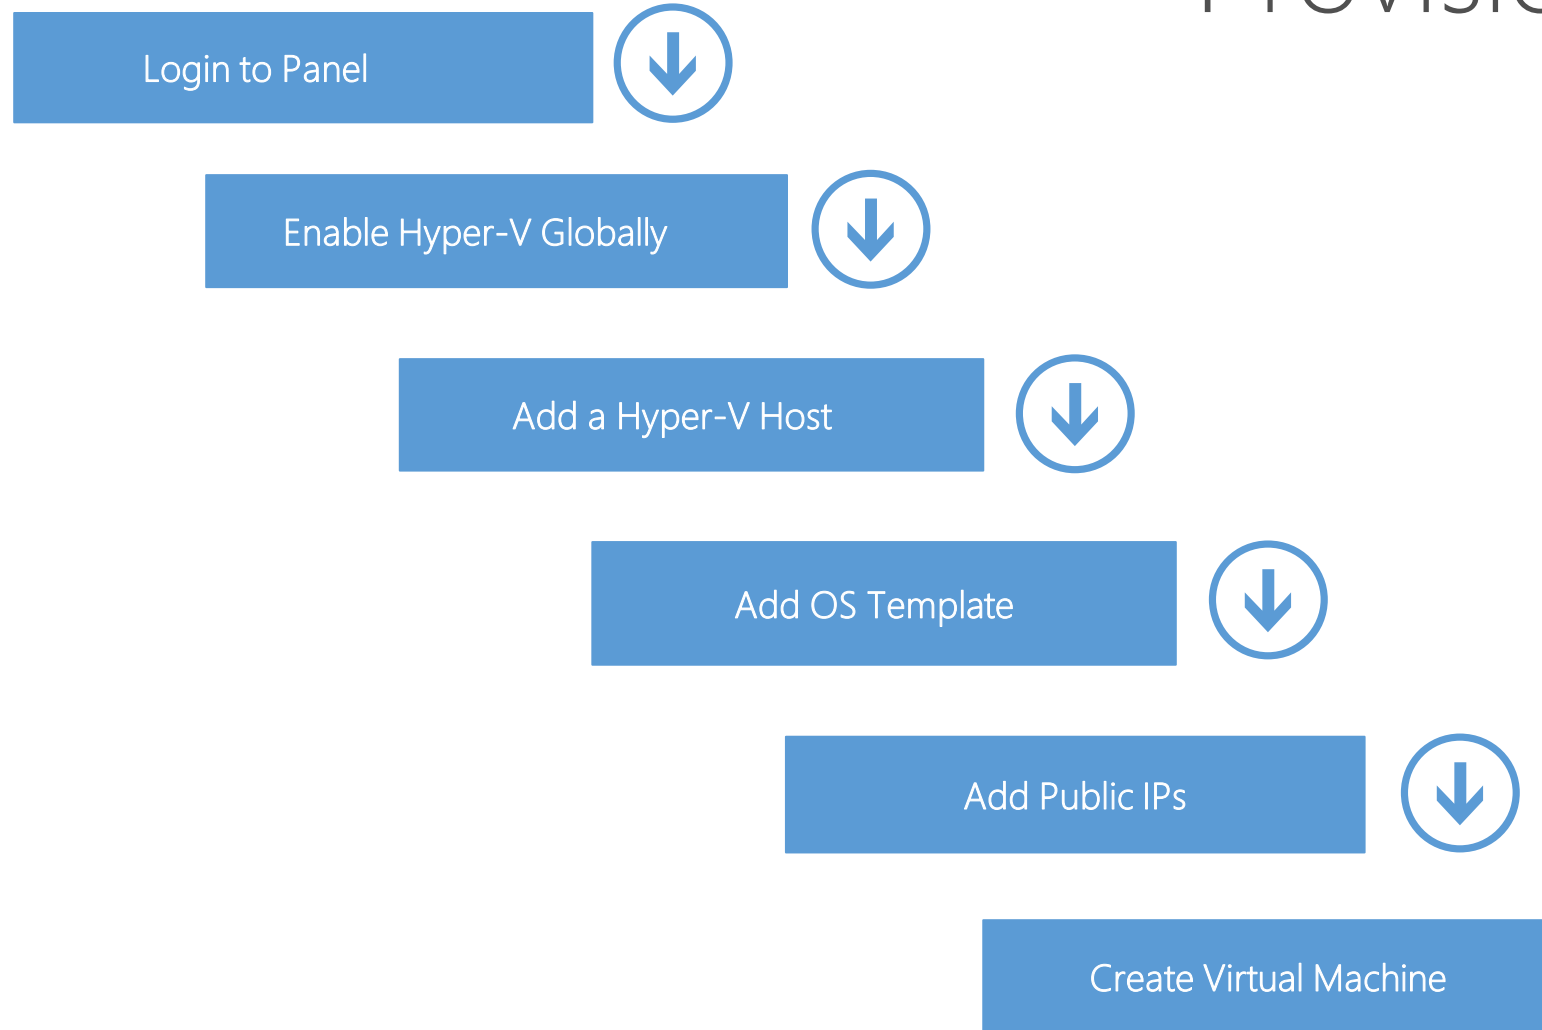 Login to Panel
Enable Hyper-V Globally
Add a Hyper-V Host
Add OS Template
Add Public IPs
Create Virtual Machine